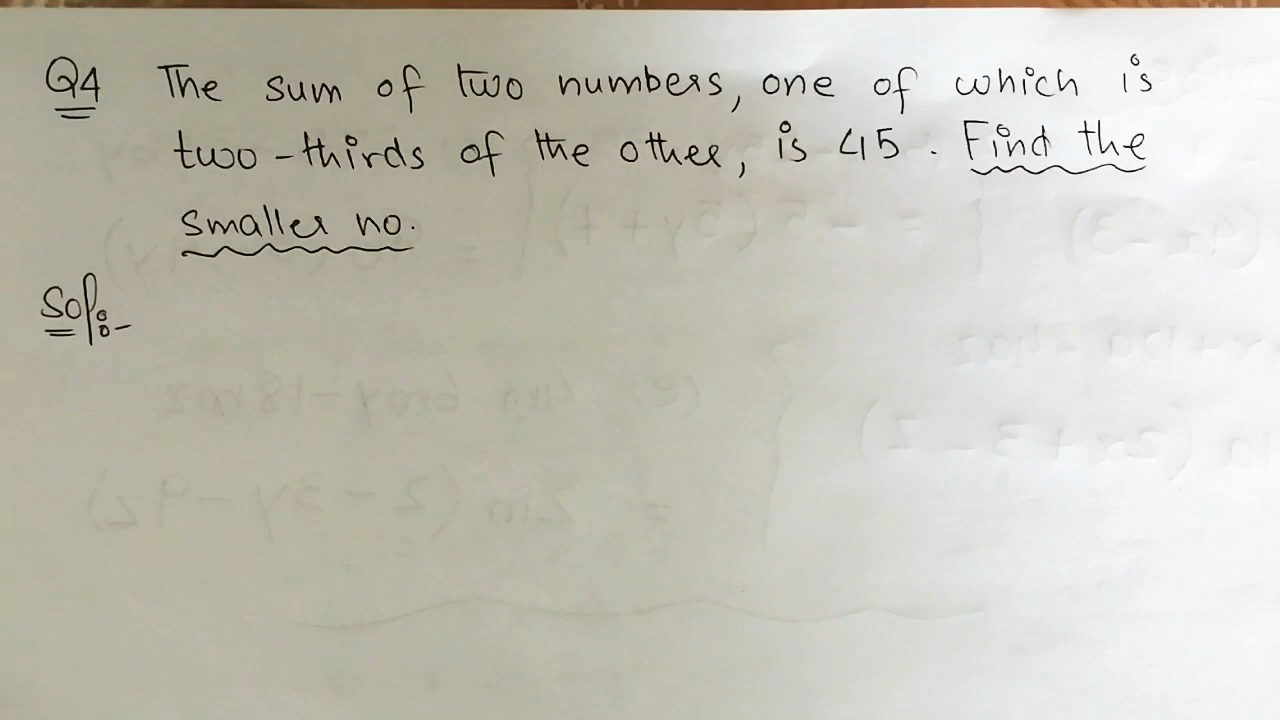 Q4 The sum of two numbers, one of which is
two-thirds of the other, is 45. Find the
smaller no.
Sol:-